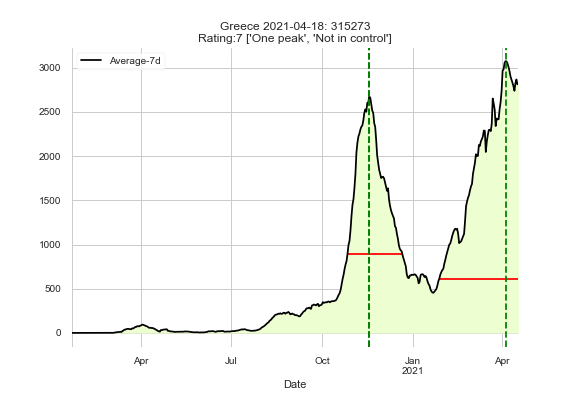 Greece 2021-04-18: 315273
Rating:7 ['One peak', 'Not in control']
Average-7d
3000
2500
2000
1500
1000
500
0
Apr
Jul
Oct
Jan
2021
Apr
Date